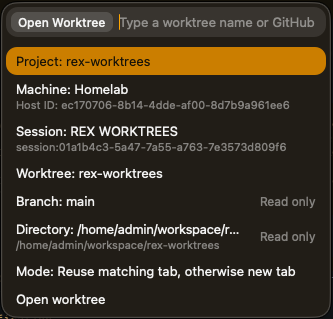 Open Worktree Type a worktree name or GitHub
Project: rex-worktrees
Machine: Homelab
Host ID: ec170706-8b14-4dde-af00-8d7b9a961ee6
Session: REX WORKTREES
session:01a1b4c3-5a47-7a55-a763-7e3573d809f6
Worktree: rex-worktrees
Branch: main Read only
Directory: /home/admin/workspace/r... Read only
/home/admin/workspace/rex-worktrees
Mode: Reuse matching tab, otherwise new tab
Open worktree